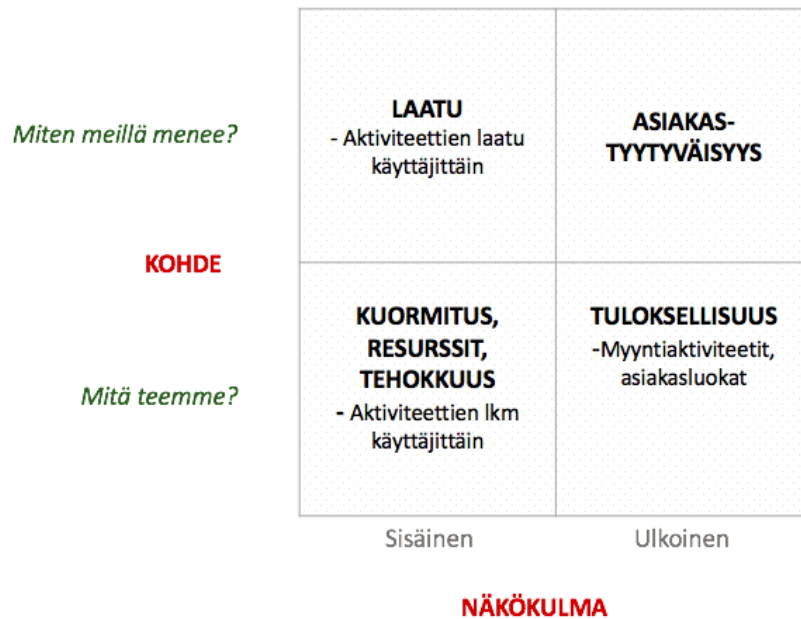 Miten meillä menee?
LAATU
- Aktiviteettien laatu
käyttäjittäin
ASIAKAS-
TYYTYVÄISYYS
KOHDE
Mitä teemme?
KUORMITUS,
RESURSSIT,
TEHOKKUUS
- Aktiviteettien lkm
käyttäjittäin
TULOKSELLISUUS
-Myyntiaktiviteetit,
asiakasluokat
Sisäinen
Ulkoinen
NÄKÖKULMA